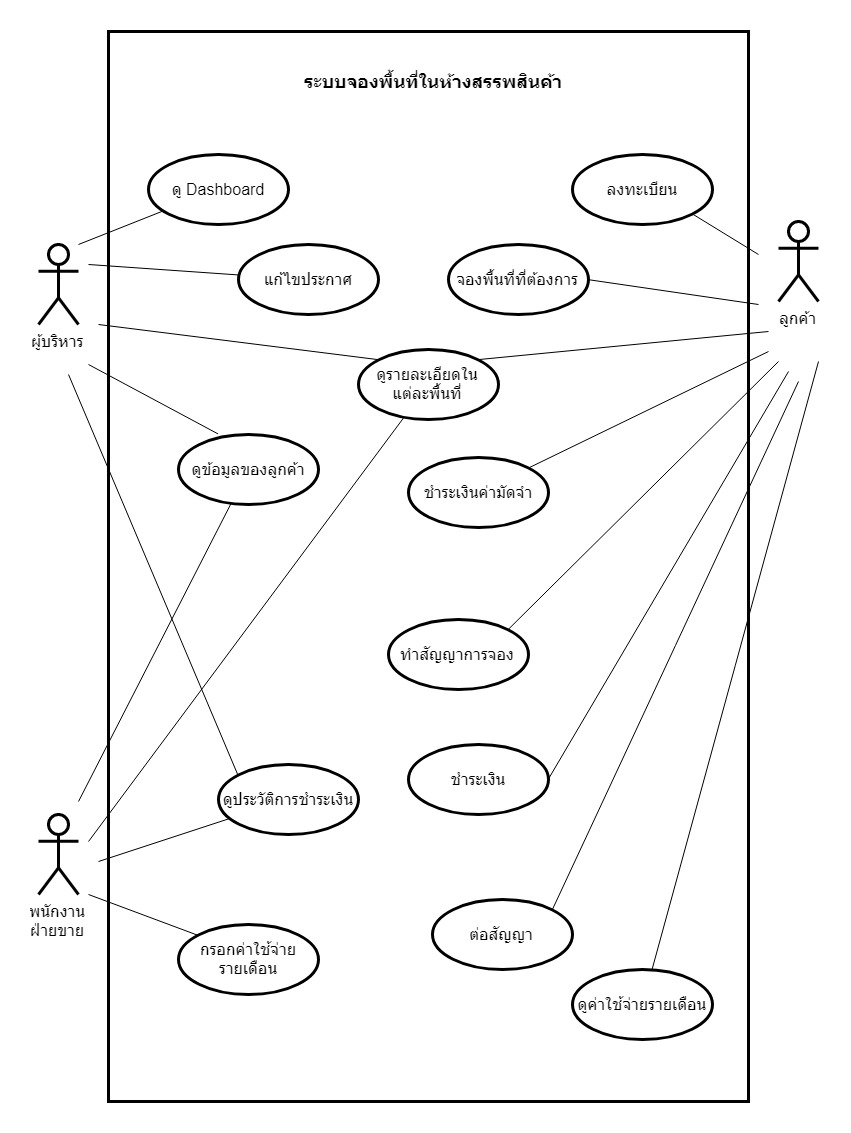 ระบบจองพื้นที่ในห้างสรรพสินค้า
ดู Dashboard
ลงทะเบียน
แก้ไขประกาศ
จองพื้นที่ที่ต้องการ
ผู้บริหาร
ลูกค้า
ดูรายละเอียดใน
แต่ละพื้นที่
ดูข้อมูลของลูกค้า
ชำระเงินค่ามัดจำ
ทำสัญญาการจอง
ชำระเงิน
ดูประวัติการชำระเงิน
พนักงาน
ฝ่ายขาย
ต่อสัญญา
กรอกค่าใช้จ่าย
รายเดือน
ดูค่าใช้จ่ายรายเดือน